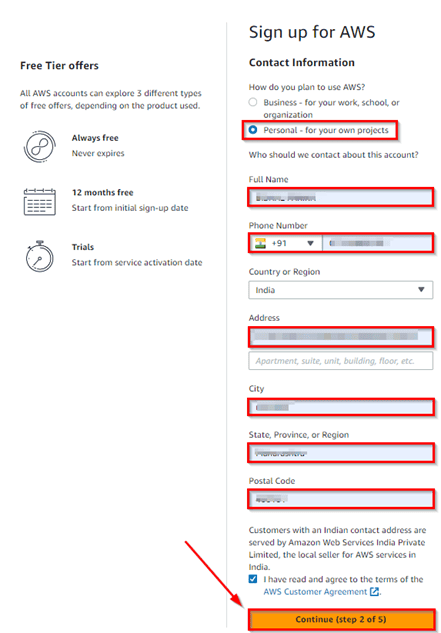 Sign up for AWS
Free Tier offers
All AWS accounts can explore 3 different types
of free offers, depending on the product used.
Always free
Never expires
12 months free
Start from initial sign-up date
Trials
Start from service activation date
Contact Information
How do you plan to use AWS?
Business - for your work, school, or
organization
Personal - for your own projects
Who should we contact about this account?
Full Name
Phone Number
+91
Country or Region
India
Address
Apartment, suite, unit, building, floor, etc.
City
State, Province, or Region
Maharashtra
Postal Code
Customers with an Indian contact address are
served by Amazon Web Services India Private
Limited, the local seller for AWS services in
India.
I have read and agree to the terms of the
AWS Customer Agreement
Continue (step 2 of 5)